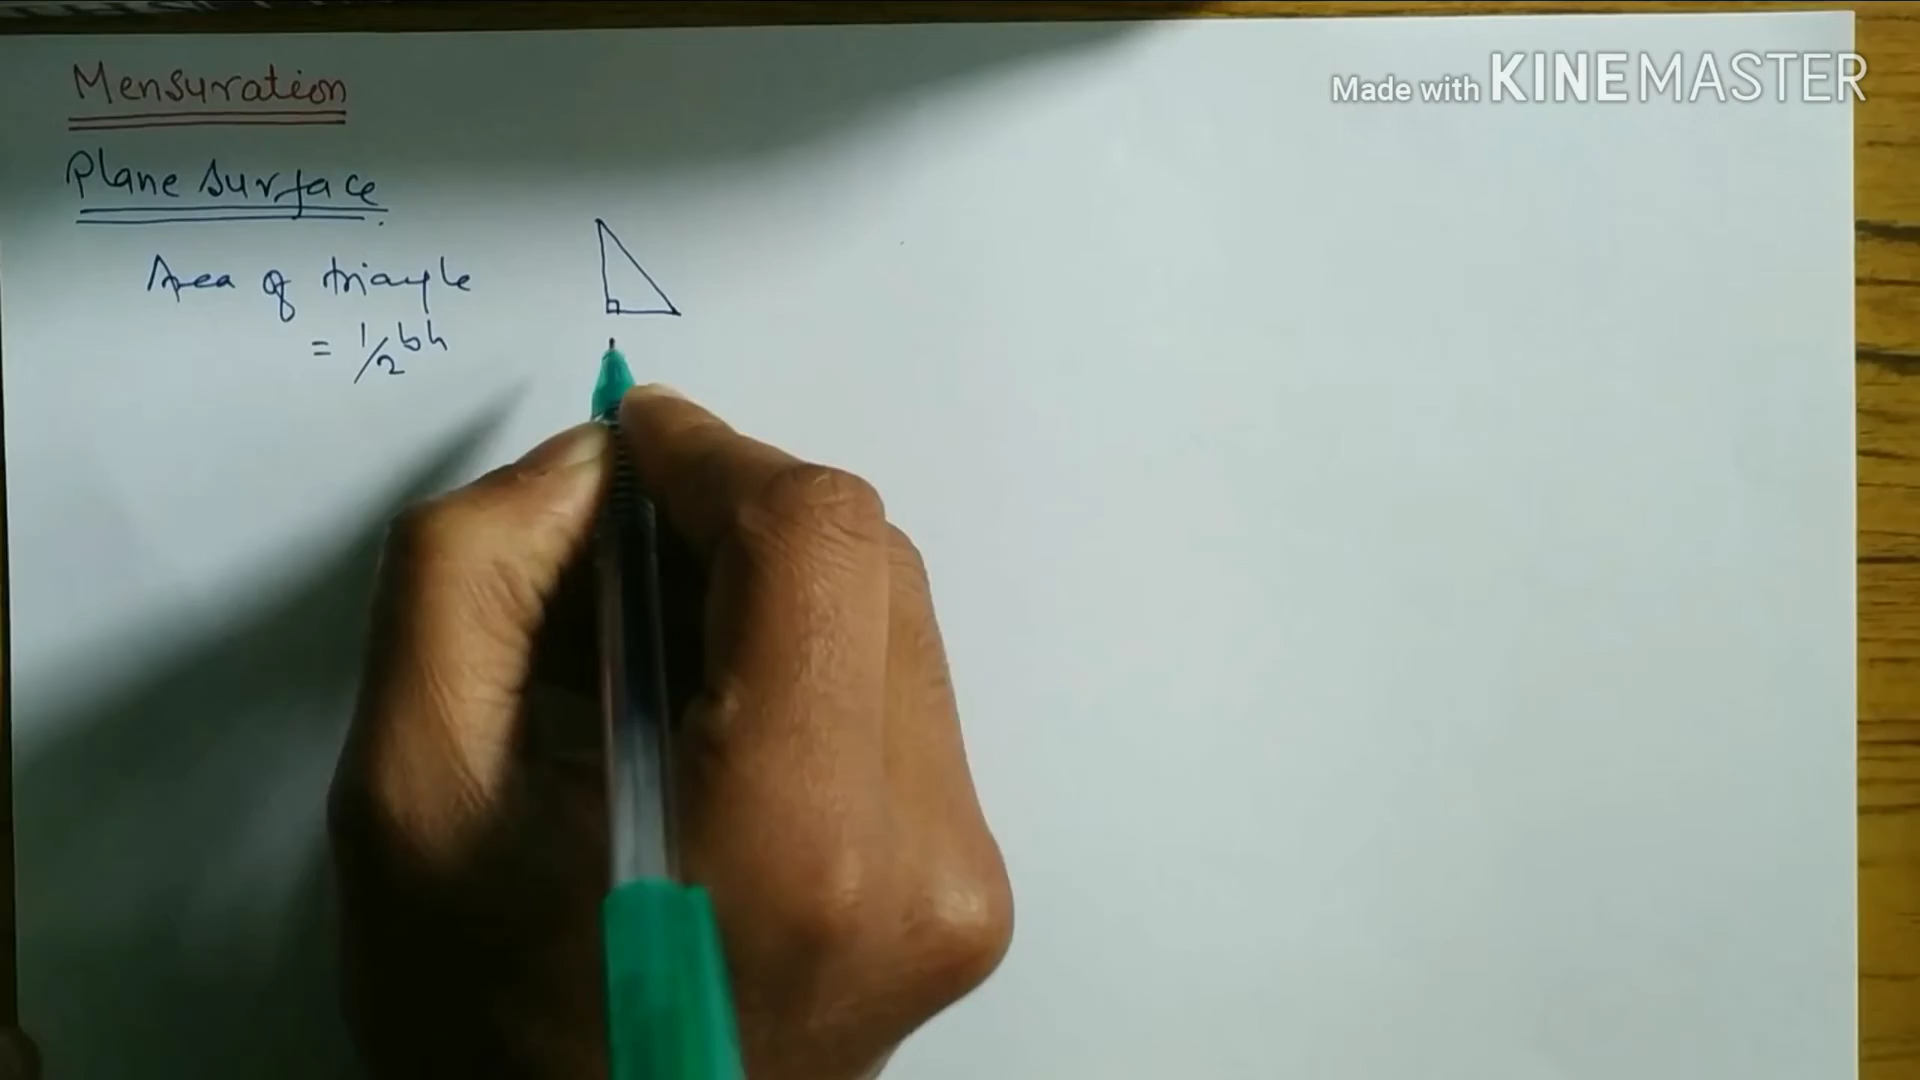 Mensuration
Made with KINEMASTER
Plane surface
Area of triangle
= 1/2 bh